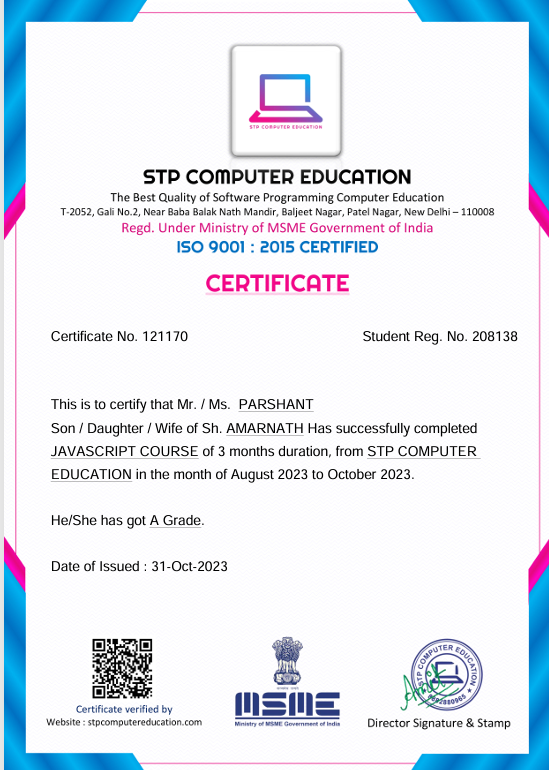 STP COMPUTER EDUCATION
STP COMPUTER EDUCATION
The Best Quality of Software Programming Computer Education
T-2052, Gali No.2, Near Baba Balak Nath Mandir, Baljeet Nagar, Patel Nagar, New Delhi – 110008
Regd. Under Ministry of MSME Government of India
ISO 9001 : 2015 CERTIFIED
CERTIFICATE
Certificate No. 121170
Student Reg. No. 208138
This is to certify that Mr. / Ms. PARSHANT
Son / Daughter / Wife of Sh. AMARNATH Has successfully completed
JAVASCRIPT COURSE of 3 months duration, from STP COMPUTER
EDUCATION in the month of August 2023 to October 2023.
He/She has got A Grade.
Date of Issued : 31-Oct-2023
Certificate verified by
Website : stpcomputereducation.com
MSME
Ministry of MSME Government of India
STP COMPUTER EDUCATION
Director Signature & Stamp